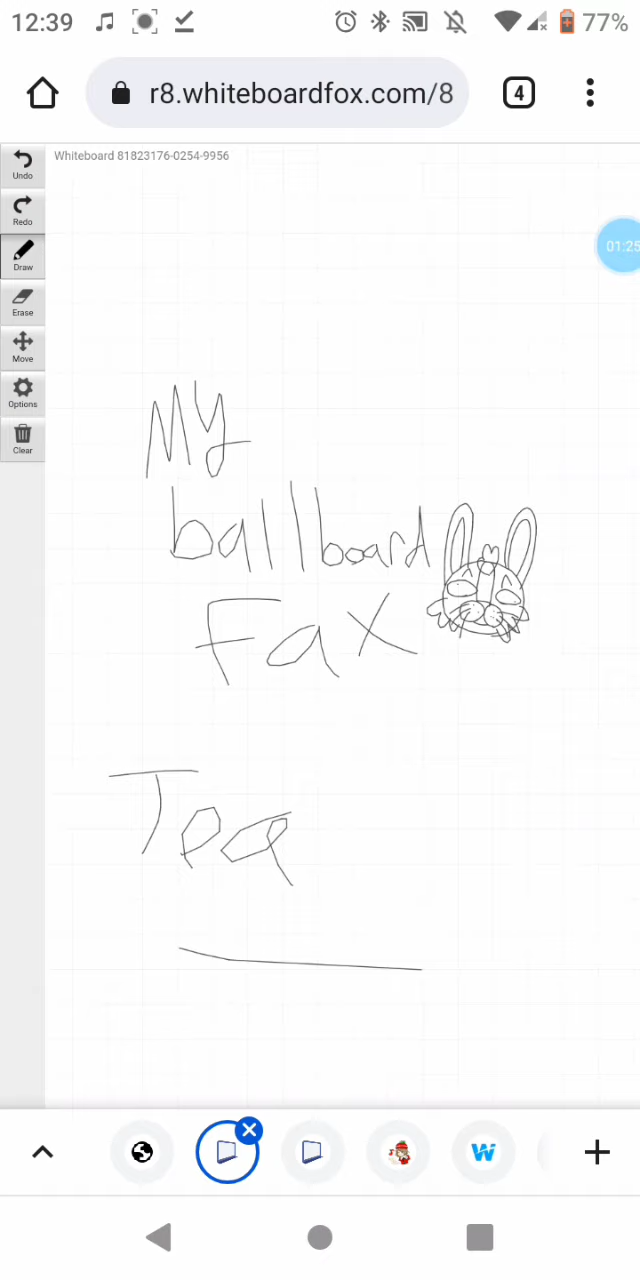 12:39 77%
r8.whiteboardfox.com/8 4
Whiteboard 81823176-0254-9956
Undo
Redo
01:25
Draw
Erase
Move
Options
Clear
My
ballboard
Fax
Tea
W